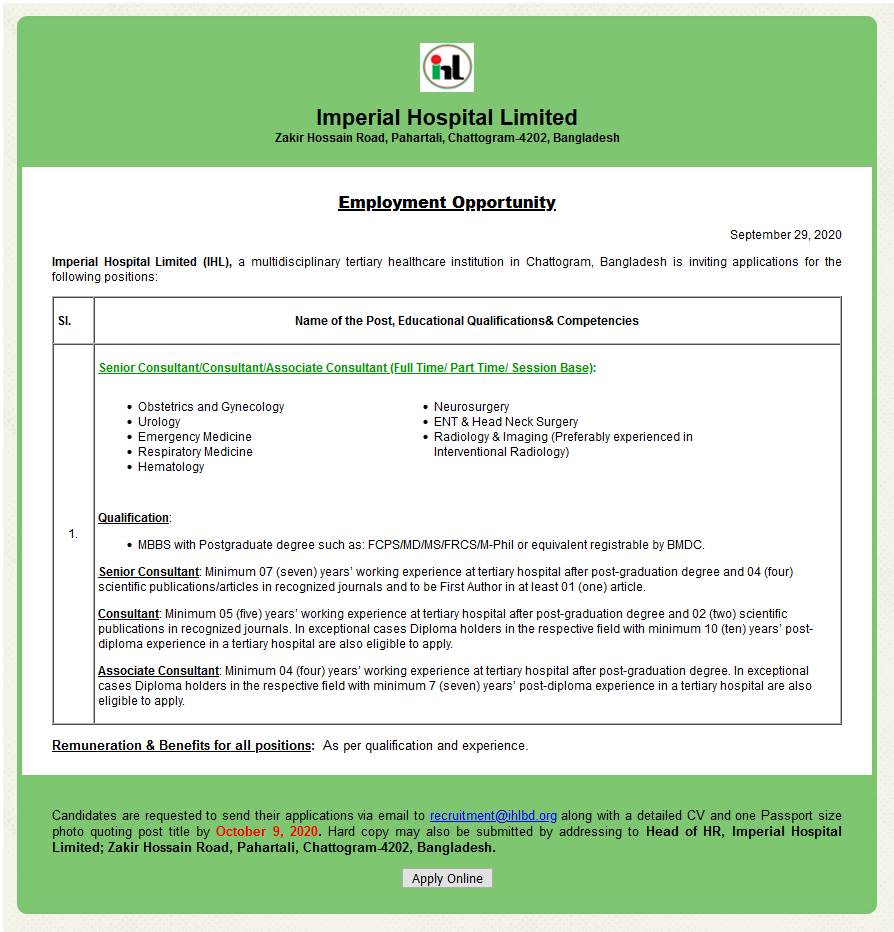 ihl
Imperial Hospital Limited
Zakir Hossain Road, Pahartali, Chattogram-4202, Bangladesh
Employment Opportunity
September 29, 2020
Imperial Hospital Limited (IHL), a multidisciplinary tertiary healthcare institution in Chattogram, Bangladesh is inviting applications for the
following positions:
Sl.
Name of the Post, Educational Qualifications& Competencies
1.
Senior Consultant/Consultant/Associate Consultant (Full Time/ Part Time/ Session Base):
• Obstetrics and Gynecology
• Urology
• Emergency Medicine
• Respiratory Medicine
• Hematology
• Neurosurgery
• ENT & Head Neck Surgery
• Radiology & Imaging (Preferably experienced in
Interventional Radiology)
Qualification:
• MBBS with Postgraduate degree such as: FCPS/MD/MS/FRCS/M-Phil or equivalent registrable by BMDC.
Senior Consultant: Minimum 07 (seven) years’ working experience at tertiary hospital after post-graduation degree and 04 (four)
scientific publications/articles in recognized journals and to be First Author in at least 01 (one) article.
Consultant: Minimum 05 (five) years’ working experience at tertiary hospital after post-graduation degree and 02 (two) scientific
publications in recognized journals. In exceptional cases Diploma holders in the respective field with minimum 10 (ten) years’ post-
diploma experience in a tertiary hospital are also eligible to apply.
Associate Consultant: Minimum 04 (four) years’ working experience at tertiary hospital after post-graduation degree. In exceptional
cases Diploma holders in the respective field with minimum 7 (seven) years’ post-diploma experience in a tertiary hospital are also
eligible to apply.
Remuneration & Benefits for all positions: As per qualification and experience.
Candidates are requested to send their applications via email to recruitment@ihlbd.org along with a detailed CV and one Passport size
photo quoting post title by October 9, 2020. Hard copy may also be submitted by addressing to Head of HR, Imperial Hospital
Limited; Zakir Hossain Road, Pahartali, Chattogram-4202, Bangladesh.
Apply Online